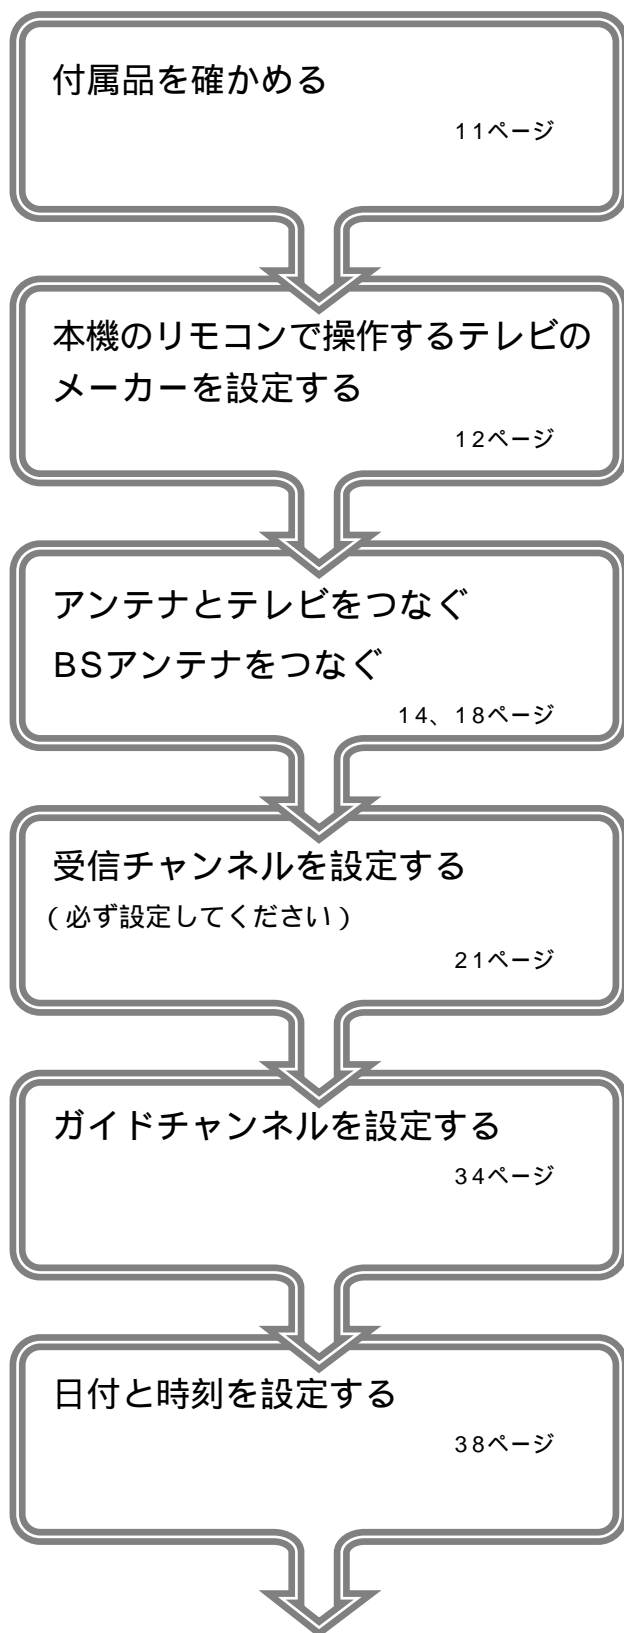 付属品を確かめる
11ページ
本機のリモコンで操作するテレビの
メーカーを設定する
12ページ
アンテナとテレビをつなぐ
BSアンテナをつなぐ
14、18ページ
受信チャンネルを設定する
(必ず設定してください)
21ページ
ガイドチャンネルを設定する
34ページ
日付と時刻を設定する
38ページ